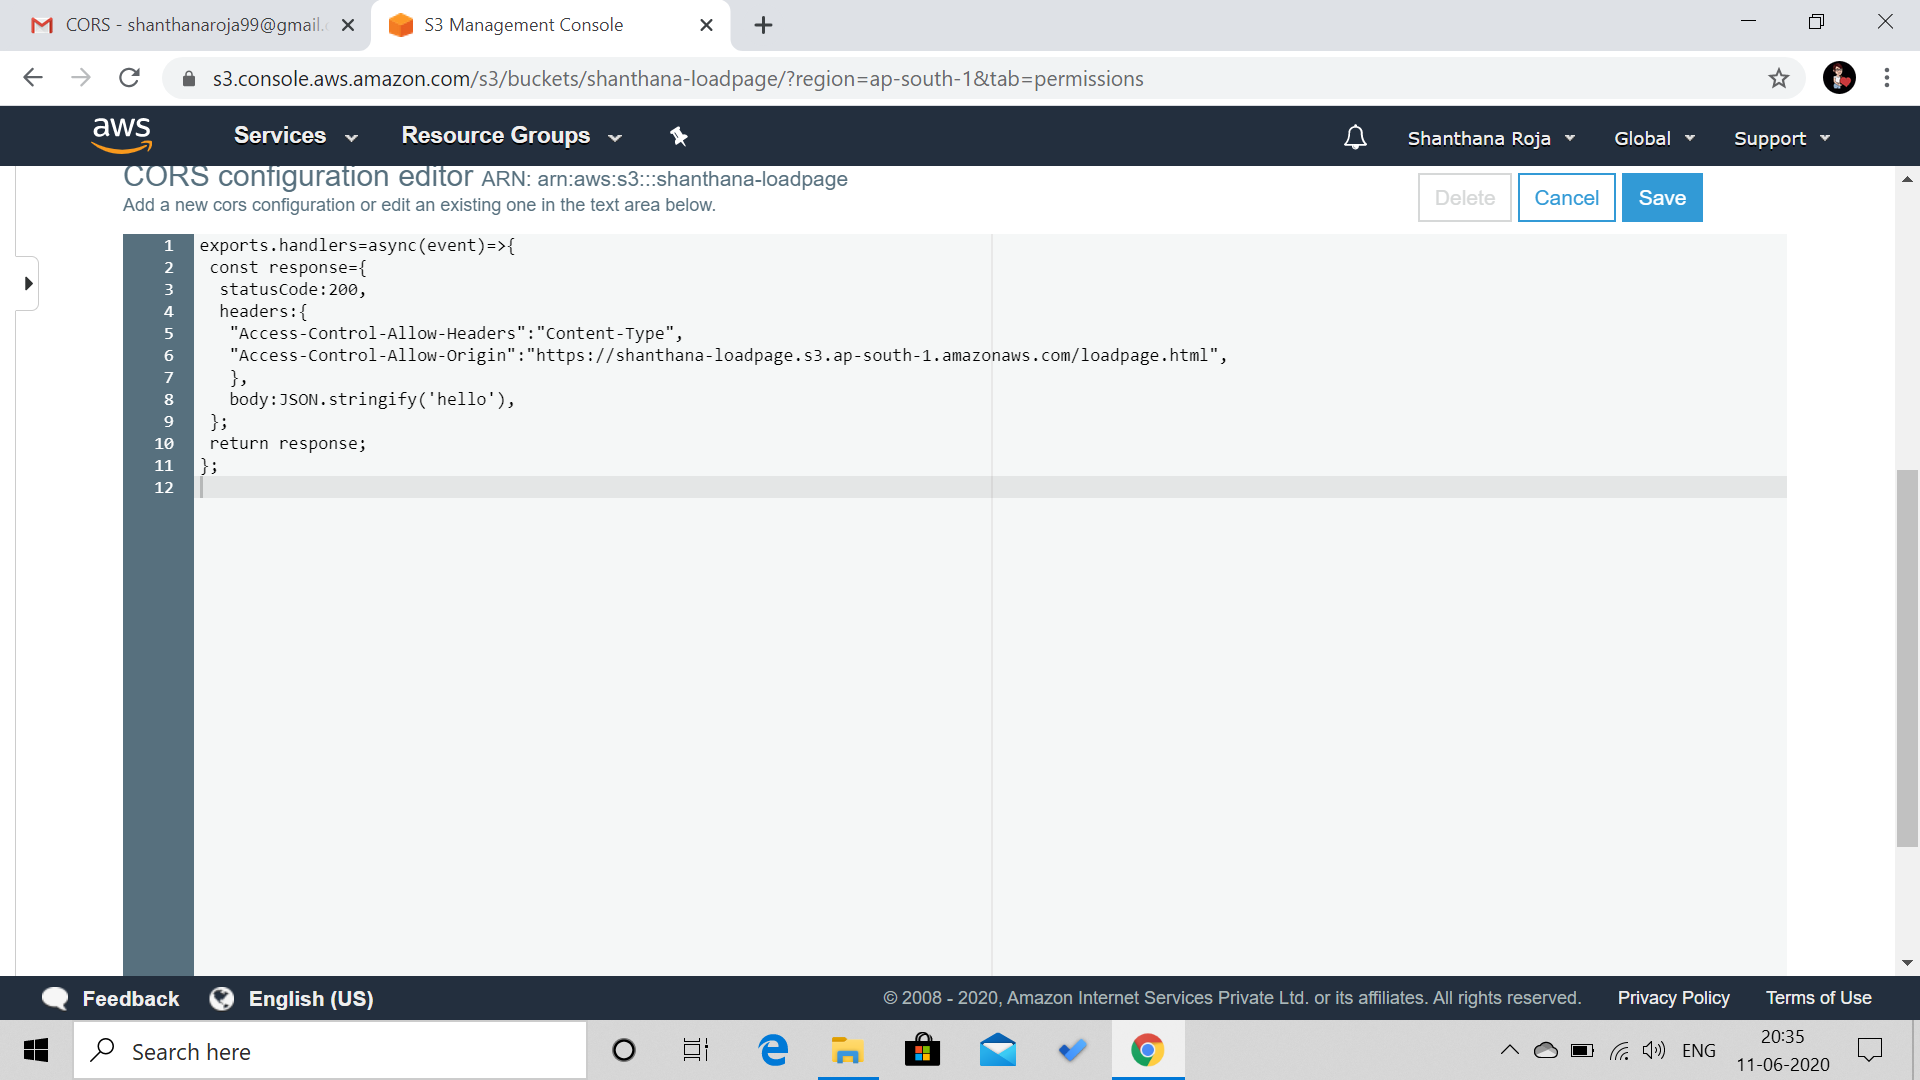 CORS - shanthanaroja99@gmail.
S3 Management Console
s3.console.aws.amazon.com/s3/buckets/shanthana-loadpage/?region=ap-south-1&tab=permissions
aws
Services
Resource Groups
Shanthana Roja
Global
Support
CORS configuration editor ARN: arn:aws:s3:::shanthana-loadpage
Add a new cors configuration or edit an existing one in the text area below.
Delete
Cancel
Save
1 exports.handlers=async(event)=>{
2 const response={
3 statusCode:200,
4 headers:{
5 "Access-Control-Allow-Headers":"Content-Type",
6 "Access-Control-Allow-Origin":"https://shanthana-loadpage.s3.ap-south-1.amazonaws.com/loadpage.html",
7 },
8 body:JSON.stringify('hello'),
9 };
10 return response;
11 };
12
Feedback
English (US)
© 2008 - 2020, Amazon Internet Services Private Ltd. or its affiliates. All rights reserved.
Privacy Policy
Terms of Use
Search here
ENG
20:35
11-06-2020